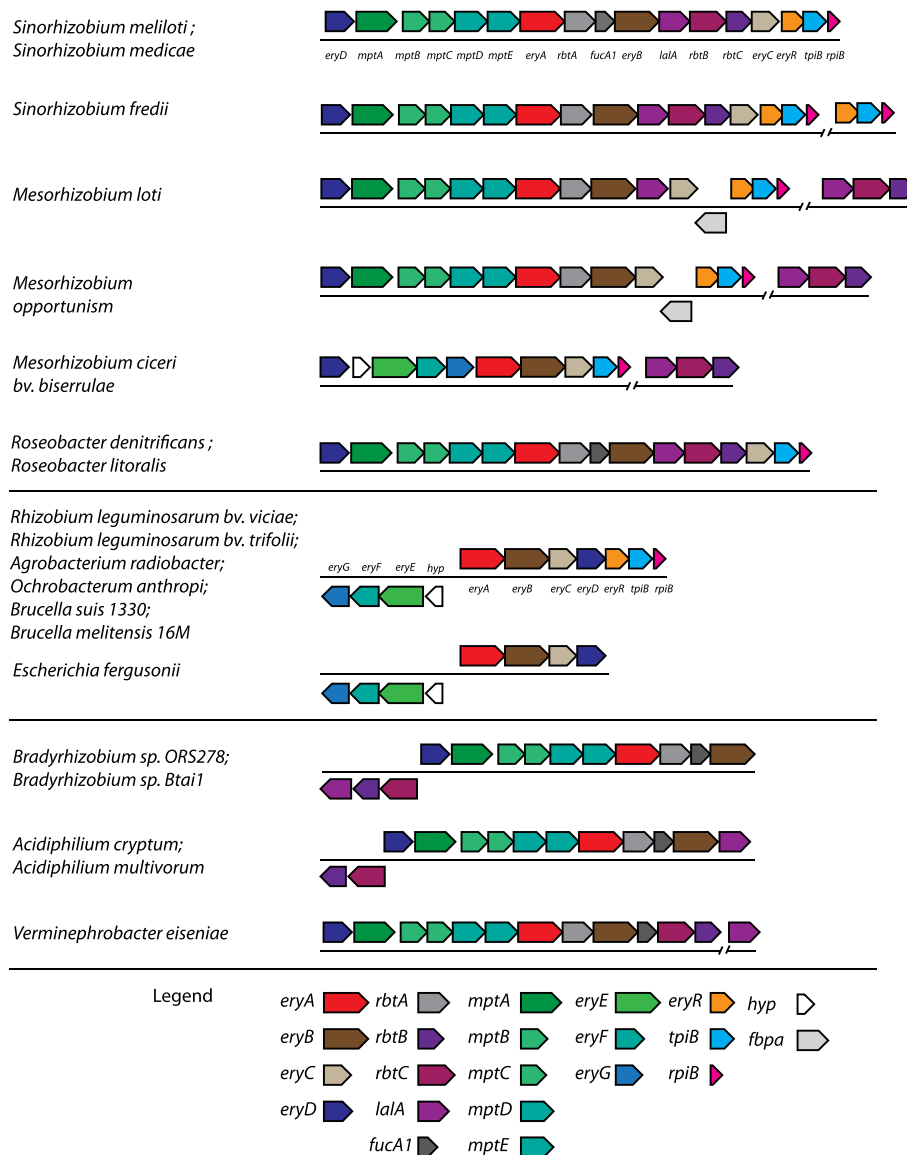 Sinorhizobium meliloti ;
Sinorhizobium medicae
eryD mptA mptB mptC mptD mptE eryA rbtA fucA1 eryB lalA rbtB rbtC eryC eryR tpiB rpiB
Sinorhizobium fredii
Mesorhizobium loti
Mesorhizobium
opportunism
Mesorhizobium ciceri
bv. biserrulae
Roseobacter denitrificans ;
Roseobacter litoralis
Rhizobium leguminosarum bv. viciae;
Rhizobium leguminosarum bv. trifolii;
Agrobacterium radiobacter;
Ochrobacterum anthropi;
Brucella suis 1330;
Brucella melitensis 16M
eryG eryF eryE hyp
eryA eryB eryC eryD eryR tpiB rpiB
Escherichia fergusonii
Bradyrhizobium sp. ORS278;
Bradyrhizobium sp. Btai1
Acidiphilium cryptum;
Acidiphilium multivorum
Verminephrobacter eiseniae
Legend
eryA rbtA mptA eryE eryR hyp
eryB rbtB mptB eryF tpiB fbpa
eryC rbtC mptC eryG rpiB
eryD lalA mptD
fucA1 mptE